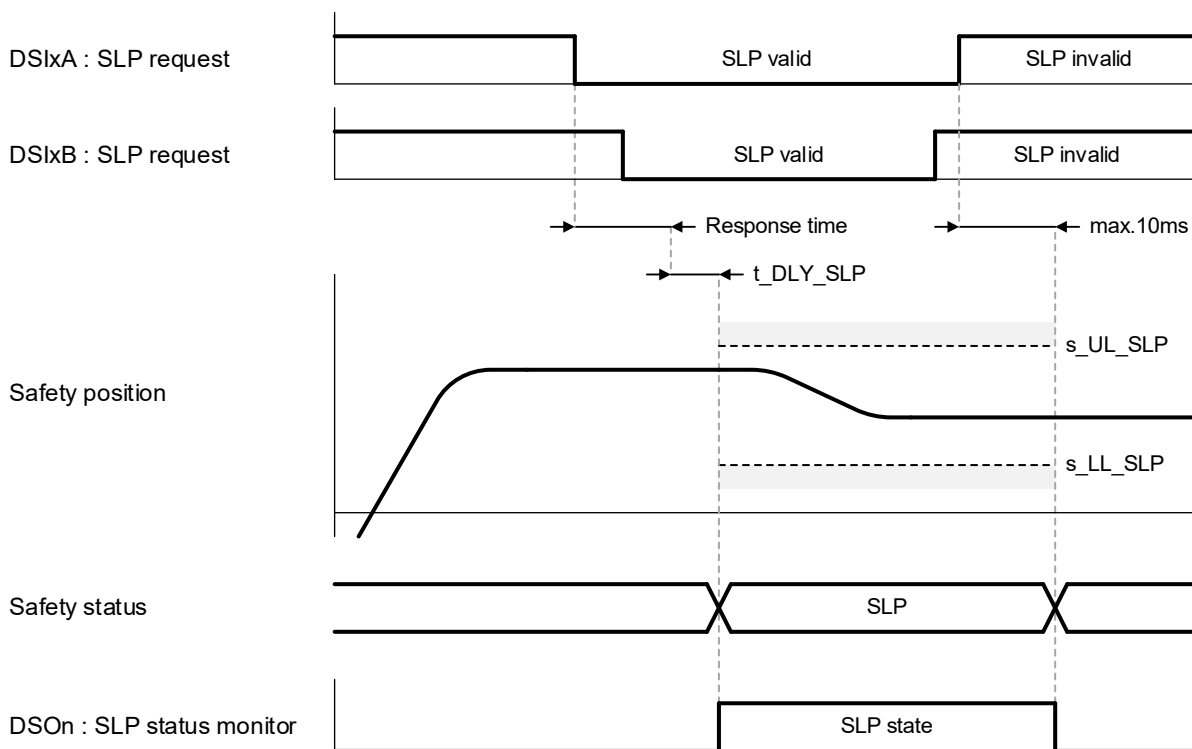 DSIxA : SLP request
SLP valid
SLP invalid
DSIxB : SLP request
SLP valid
SLP invalid
Response time
max.10ms
t_DLY_SLP
s_UL_SLP
Safety position
s_LL_SLP
Safety status
SLP
DSOn : SLP status monitor
SLP state